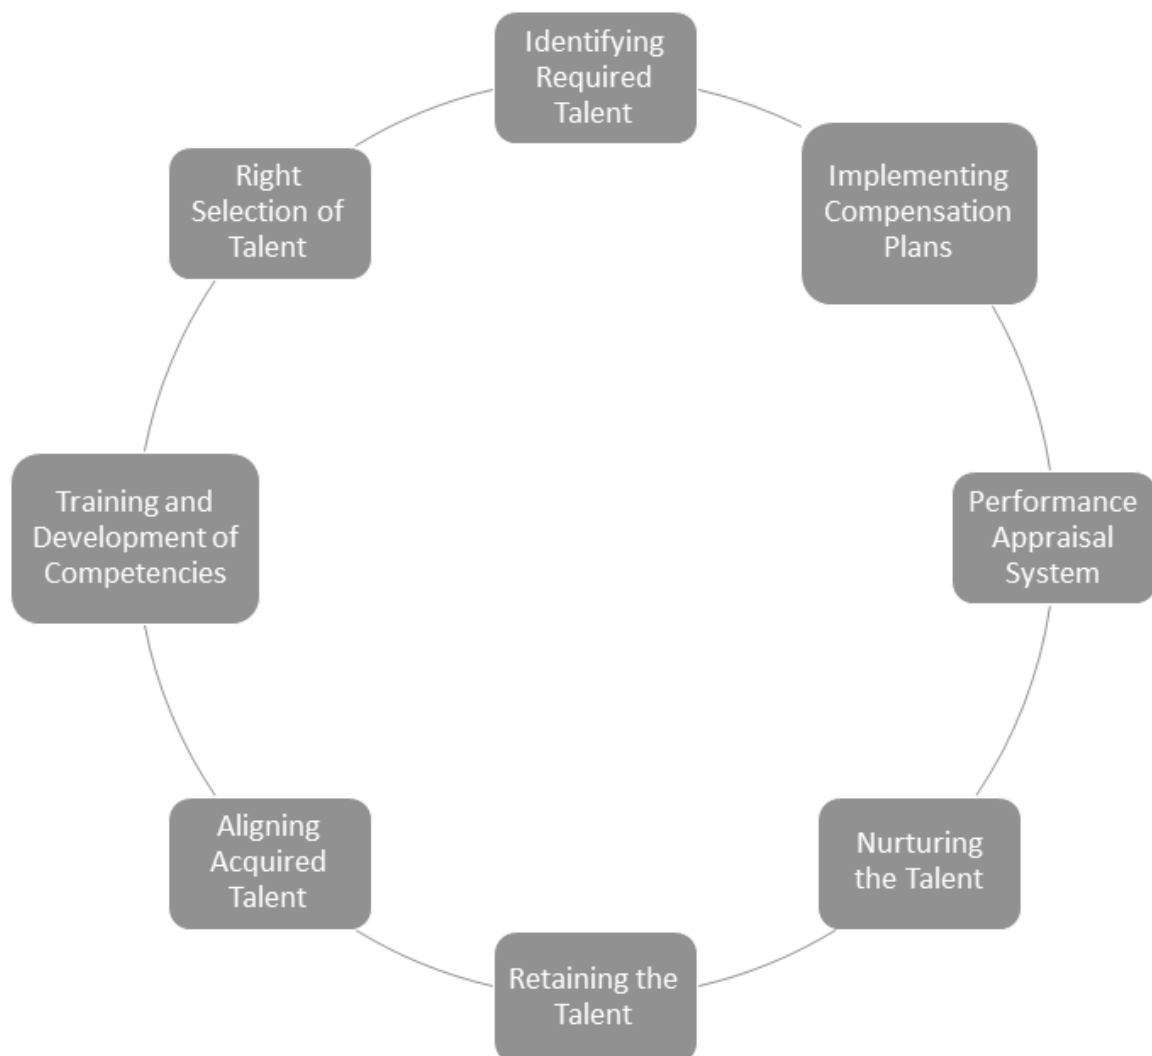 Identifying
Required
Talent
Implementing
Compensation
Plans
Performance
Appraisal
System
Nurturing
the Talent
Retaining the
Talent
Aligning
Acquired
Talent
Training and
Development of
Competencies
Right
Selection of
Talent